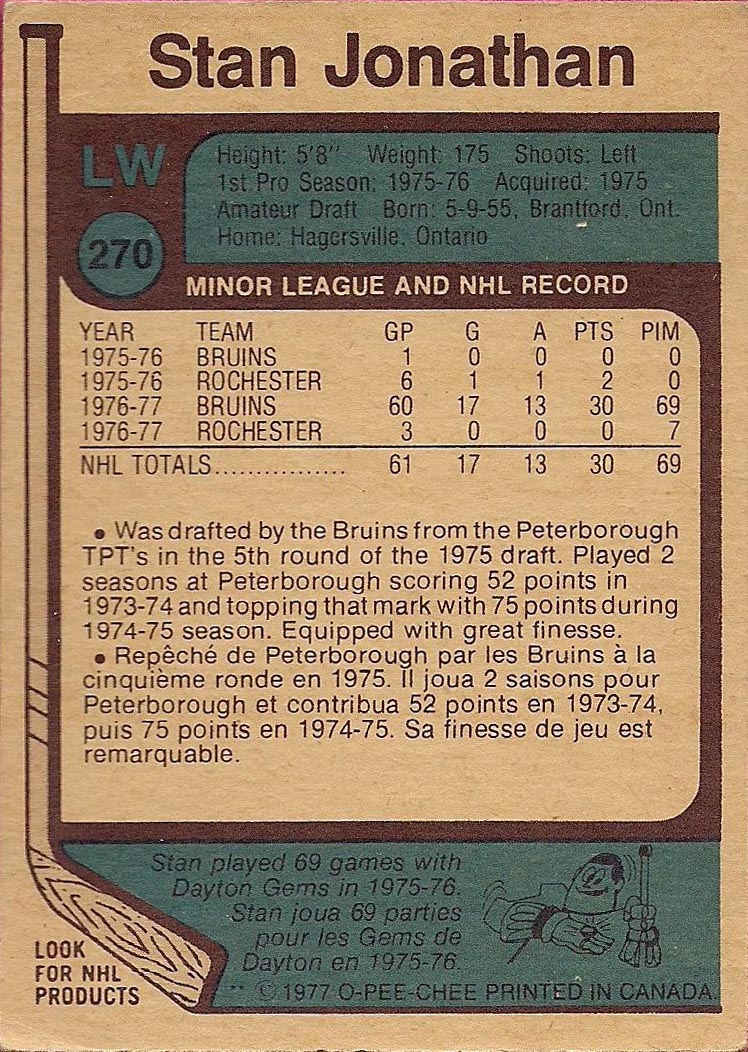 Stan Jonathan
LW
270
Height: 5'8" Weight: 175 Shoots: Left
1st Pro Season: 1975-76 Acquired: 1975
Amateur Draft Born: 5-9-55, Brantford, Ont.
Home: Hagersville, Ontario
MINOR LEAGUE AND NHL RECORD
YEAR TEAM GP G A PTS PIM
1975-76 BRUINS 1 0 0 0 0
1975-76 ROCHESTER 6 1 1 2 0
1976-77 BRUINS 60 17 13 30 69
1976-77 ROCHESTER 3 0 0 0 7
NHL TOTALS................ 61 17 13 30 69
• Was drafted by the Bruins from the Peterborough
TPT's in the 5th round of the 1975 draft. Played 2
seasons at Peterborough scoring 52 points in
1973-74 and topping that mark with 75 points during
1974-75 season. Equipped with great finesse.
• Repêché de Peterborough par les Bruins à la
cinquième ronde en 1975. Il joua 2 saisons pour
Peterborough et contribua 52 points en 1973-74,
puis 75 points en 1974-75. Sa finesse de jeu est
remarquable.
Stan played 69 games with
Dayton Gems in 1975-76.
Stan joua 69 parties
pour les Gems de
Dayton en 1975-76.
LOOK
FOR NHL
PRODUCTS
** © 1977 O-PEE-CHEE PRINTED IN CANADA